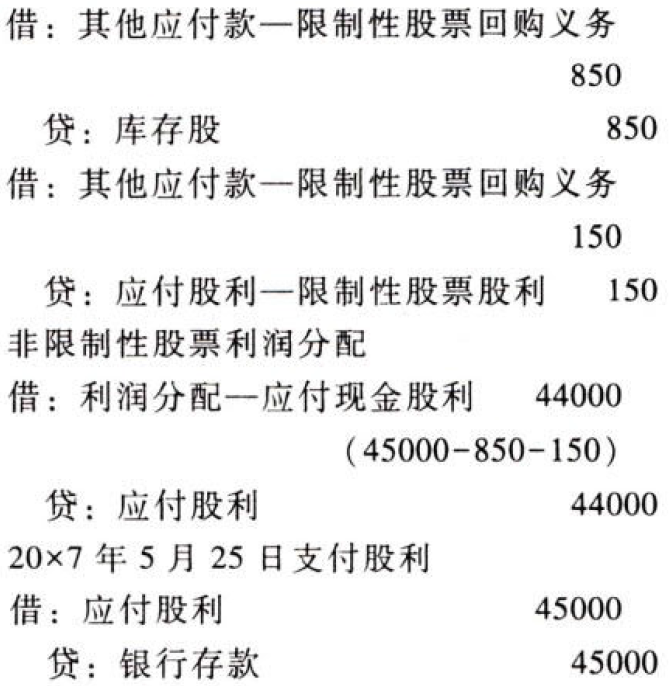 借：其他应付款—限制性股票回购义务
850
贷：库存股 850
借：其他应付款—限制性股票回购义务
150
贷：应付股利—限制性股票股利 150
非限制性股票利润分配
借：利润分配—应付现金股利 44000
（45000-850-150）
贷：应付股利 44000
20×7 年 5 月 25 日支付股利
借：应付股利 45000
贷：银行存款 45000